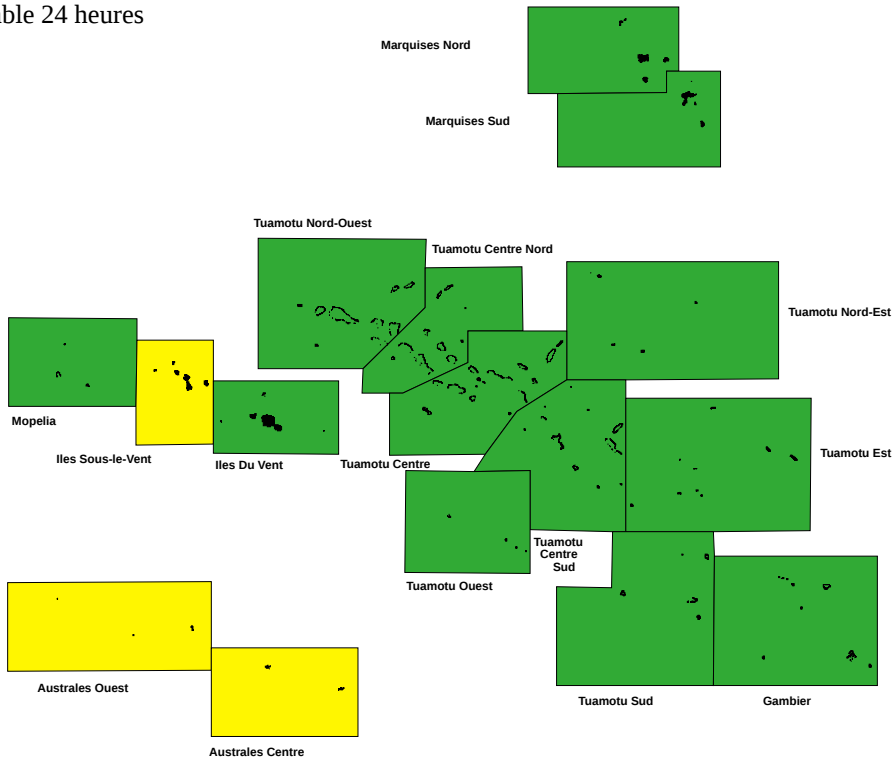 24 heures
Marquises Nord
Marquises Sud
Tuamotu Nord-Ouest
Tuamotu Centre Nord
Tuamotu Nord-Est
Mopelia
Iles Sous-le-Vent
Iles Du Vent
Tuamotu Centre
Tuamotu Est
Tuamotu
Centre
Sud
Tuamotu Ouest
Australes Ouest
Tuamotu Sud
Gambier
Australes Centre